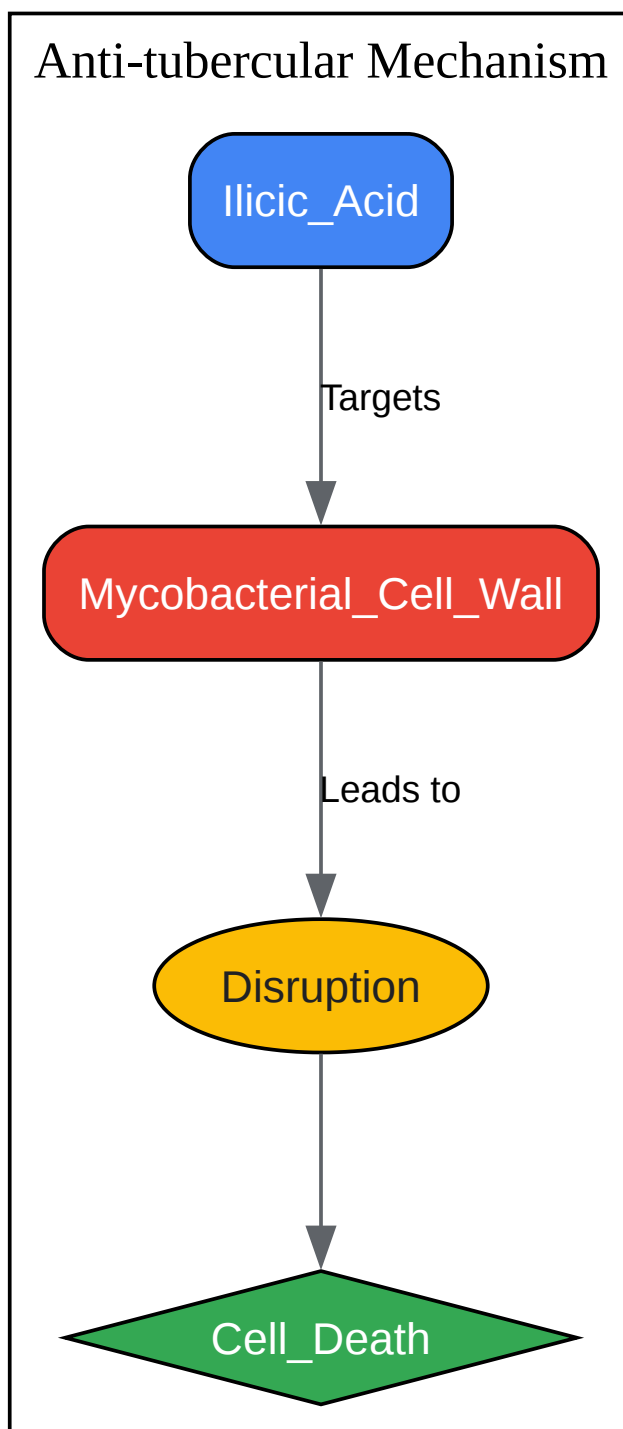 Anti-tubercular Mechanism
Ilicic_Acid
Targets
Mycobacterial_Cell_Wall
Leads to
Disruption
Cell_Death